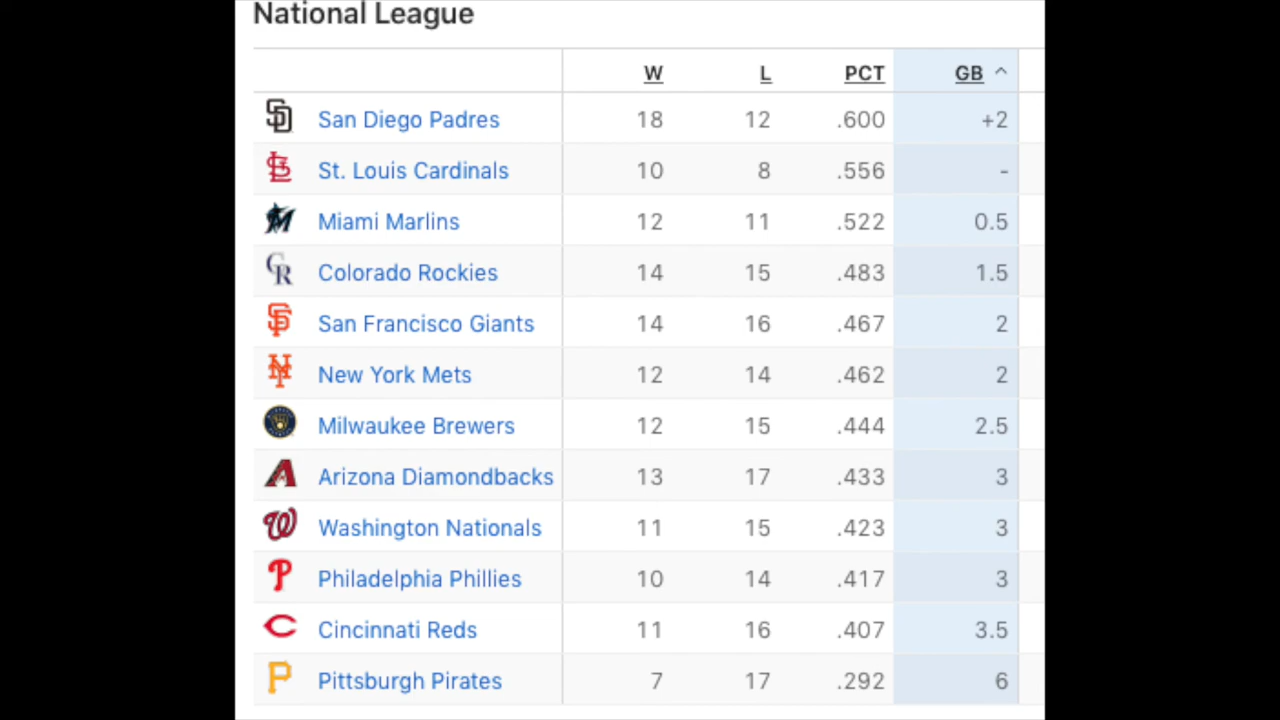 National League
W L PCT GB
San Diego Padres 18 12 .600 +2
St. Louis Cardinals 10 8 .556 -
Miami Marlins 12 11 .522 0.5
Colorado Rockies 14 15 .483 1.5
San Francisco Giants 14 16 .467 2
New York Mets 12 14 .462 2
Milwaukee Brewers 12 15 .444 2.5
Arizona Diamondbacks 13 17 .433 3
Washington Nationals 11 15 .423 3
Philadelphia Phillies 10 14 .417 3
Cincinnati Reds 11 16 .407 3.5
Pittsburgh Pirates 7 17 .292 6